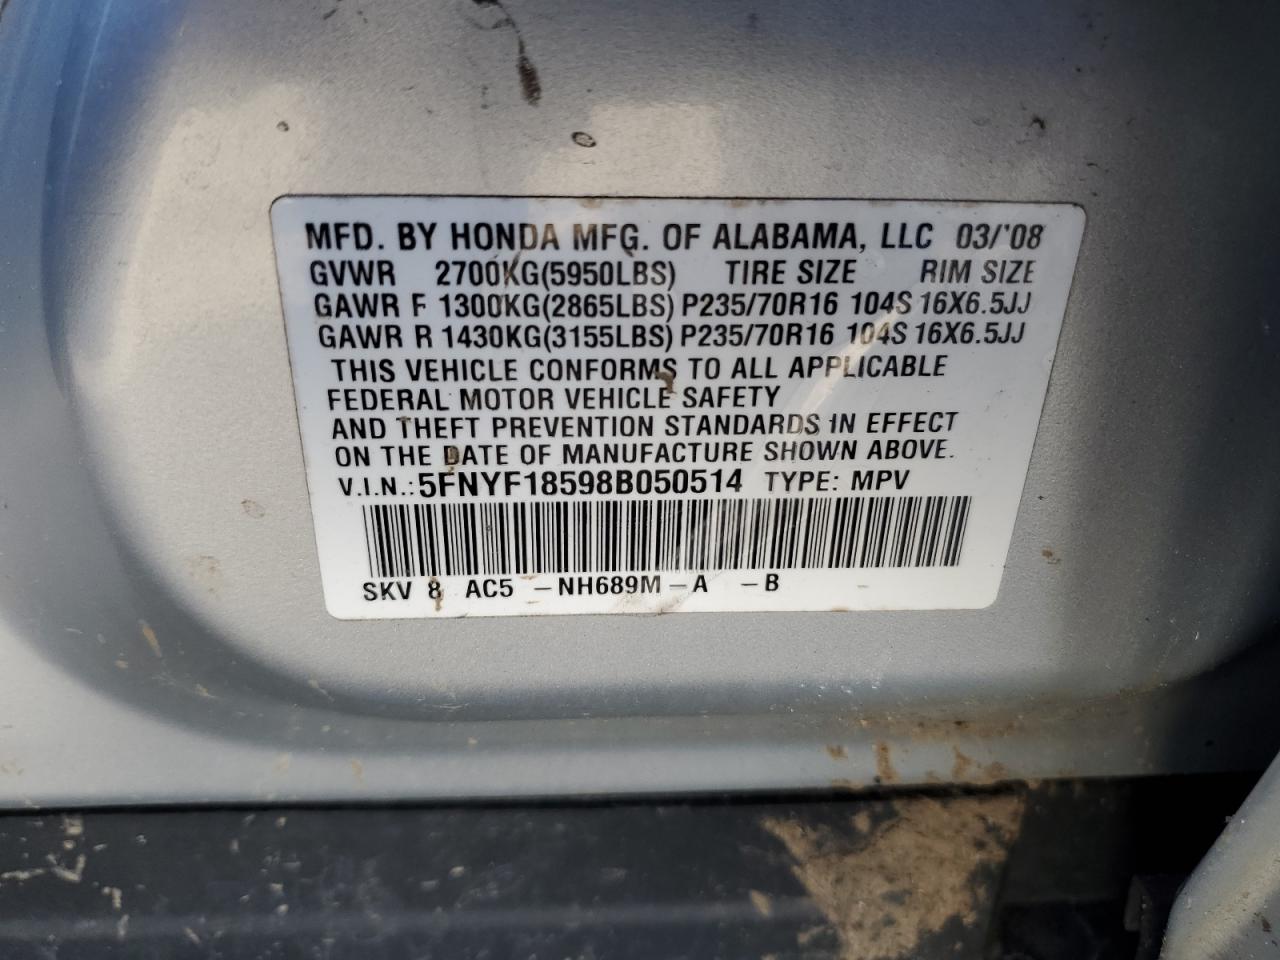 MFD. BY HONDA MFG. OF ALABAMA, LLC 03/'08
GVWR 2700KG(5950LBS) TIRE SIZE RIM SIZE
GAWR F 1300KG(2865LBS) P235/70R16 104S 16X6.5JJ
GAWR R 1430KG(3155LBS) P235/70R16 104S 16X6.5JJ
THIS VEHICLE CONFORMS TO ALL APPLICABLE
FEDERAL MOTOR VEHICLE SAFETY
AND THEFT PREVENTION STANDARDS IN EFFECT
ON THE DATE OF MANUFACTURE SHOWN ABOVE.
V.I.N.: 5FNYF18598B050514 TYPE: MPV
SKV 8 AC5 – NH689M – A – B –